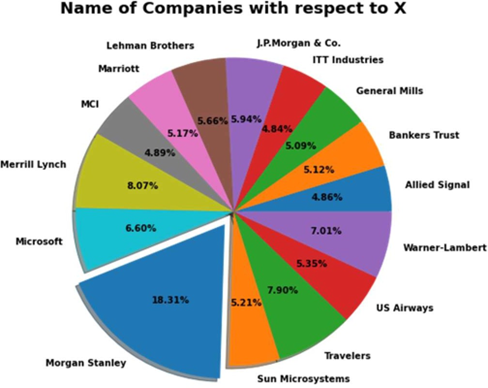 Name of Companies with respect to X
Lehman Brothers
J.P.Morgan & Co.
ITT Industries
Marriott
General Mills
MCI
Bankers Trust
Merrill Lynch
Allied Signal
Microsoft
Warner-Lambert
US Airways
Morgan Stanley
Travelers
Sun Microsystems
5.66%
5.94%
4.84%
5.17%
5.09%
4.89%
5.12%
8.07%
4.86%
6.60%
7.01%
5.35%
18.31%
5.21%
7.90%